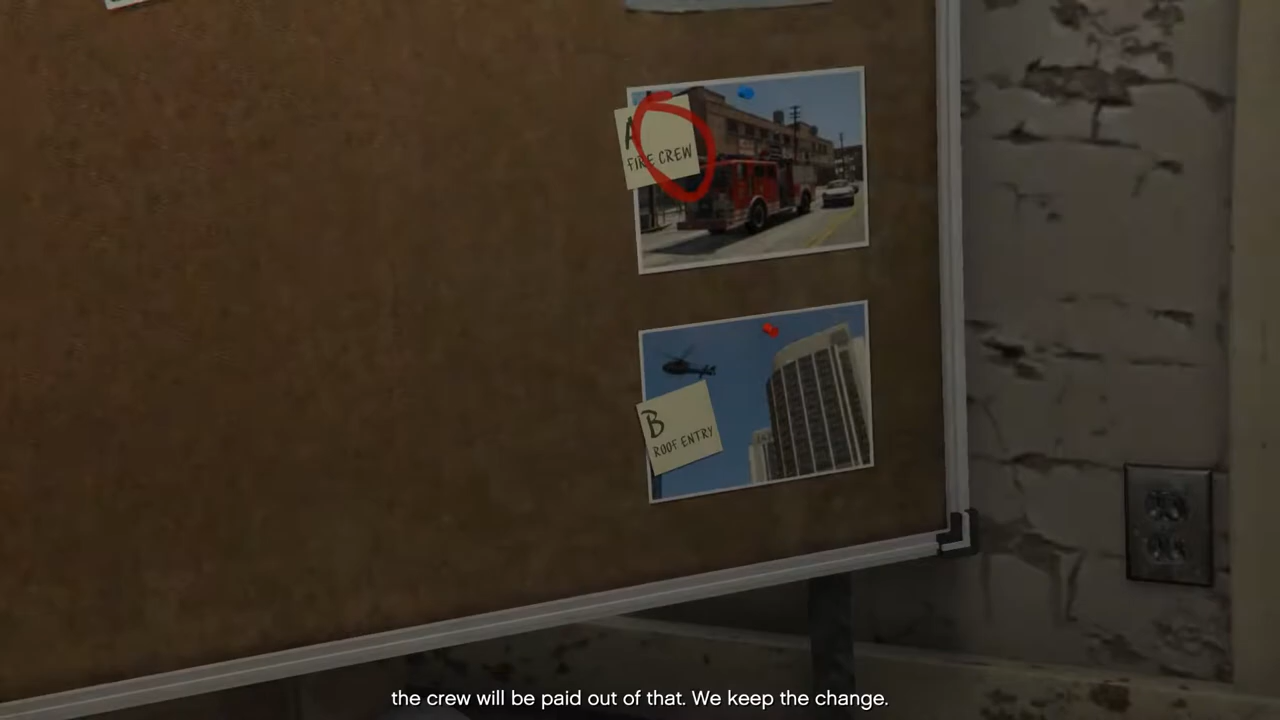 A
FIRE CREW
B
ROOF ENTRY
the crew will be paid out of that. We keep the change.